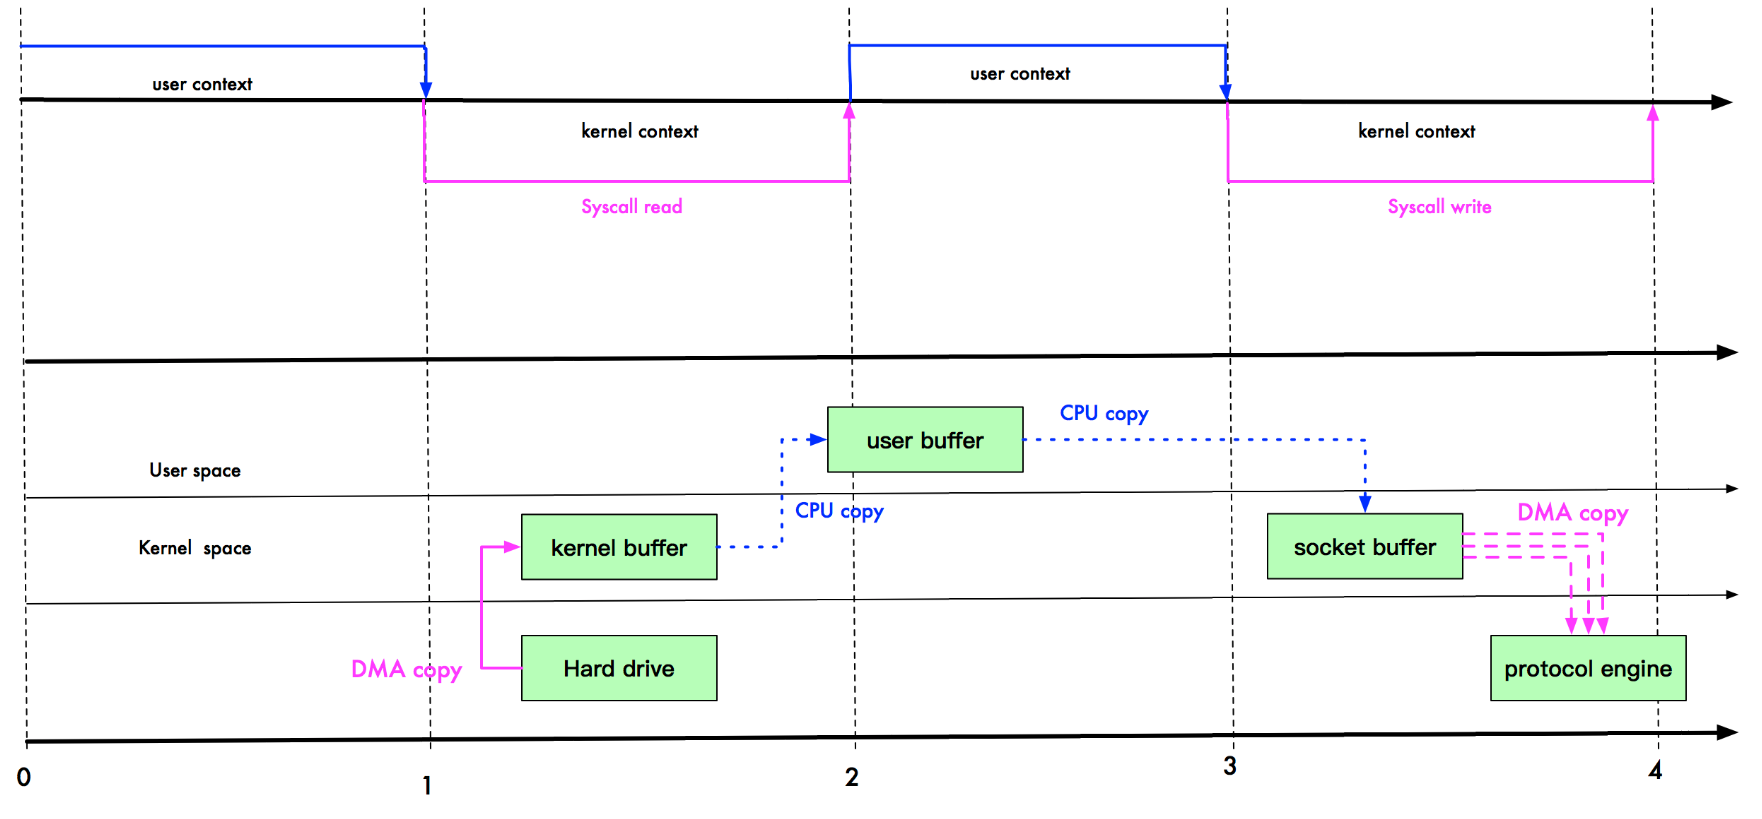 user context
user context
kernel context
kernel context
Syscall read
Syscall write
CPU copy
user buffer
User space
CPU copy
DMA copy
Kernel space
kernel buffer
socket buffer
DMA copy
Hard drive
protocol engine
0
1
2
3
4